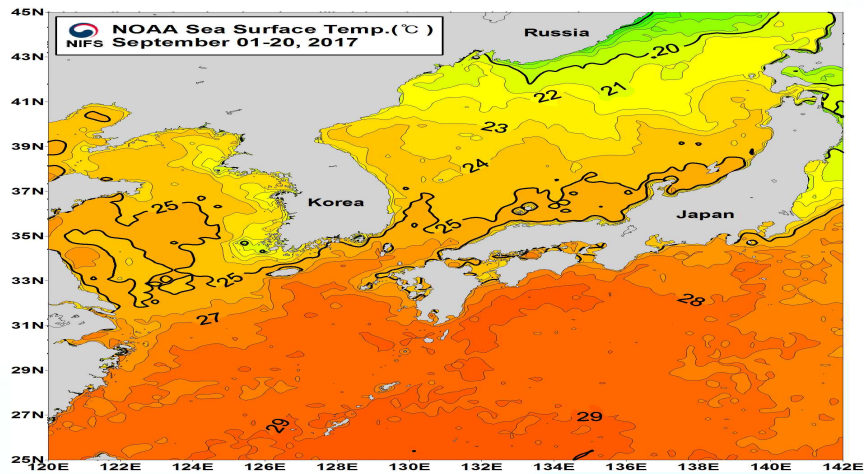 NOAA Sea Surface Temp.(℃)
NIFS September 01-20, 2017
45N
43N
41N
39N
37N
35N
33N
31N
29N
27N
25N
Russia
20
21
22
23
24
25
Korea
25
Japan
25
27
28
29
29
120E 122E 124E 126E 128E 130E 132E 134E 136E 138E 140E 142E